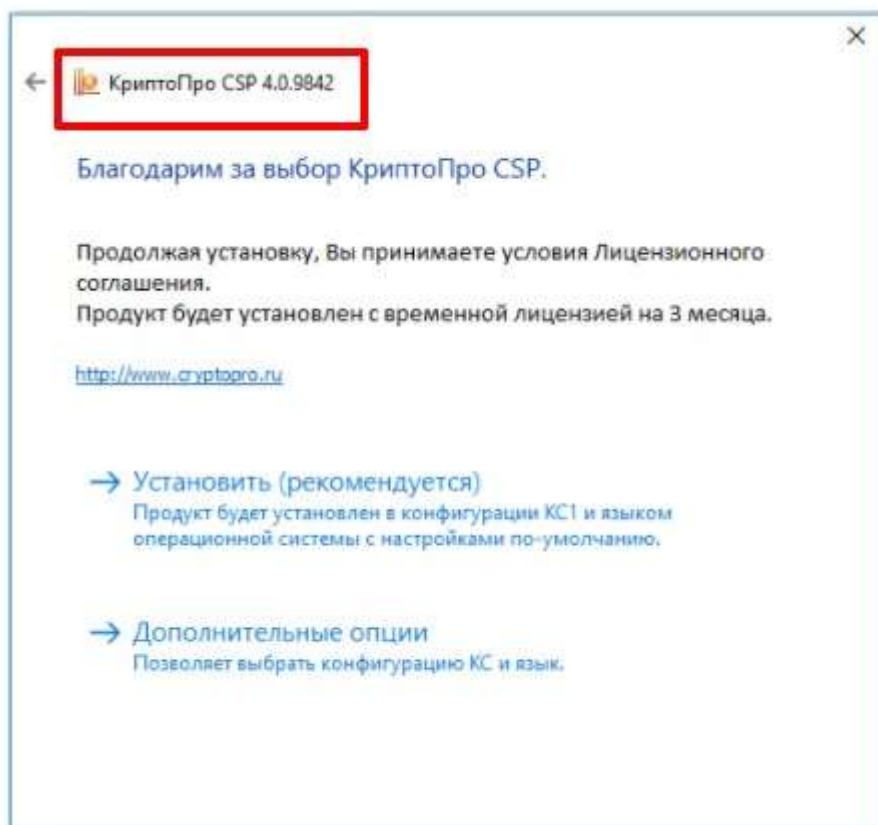 КриптоПро CSP 4.0.9842
Благодарим за выбор КриптоПро CSP.
Продолжая установку, Вы принимаете условия Лицензионного
соглашения.
Продукт будет установлен с временной лицензией на 3 месяца.
http://www.cryptopro.ru
Установить (рекомендуется)
Продукт будет установлен в конфигурации КС1 и языком
операционной системы с настройками по-умолчанию.
Дополнительные опции
Позволяет выбрать конфигурацию КС и язык.